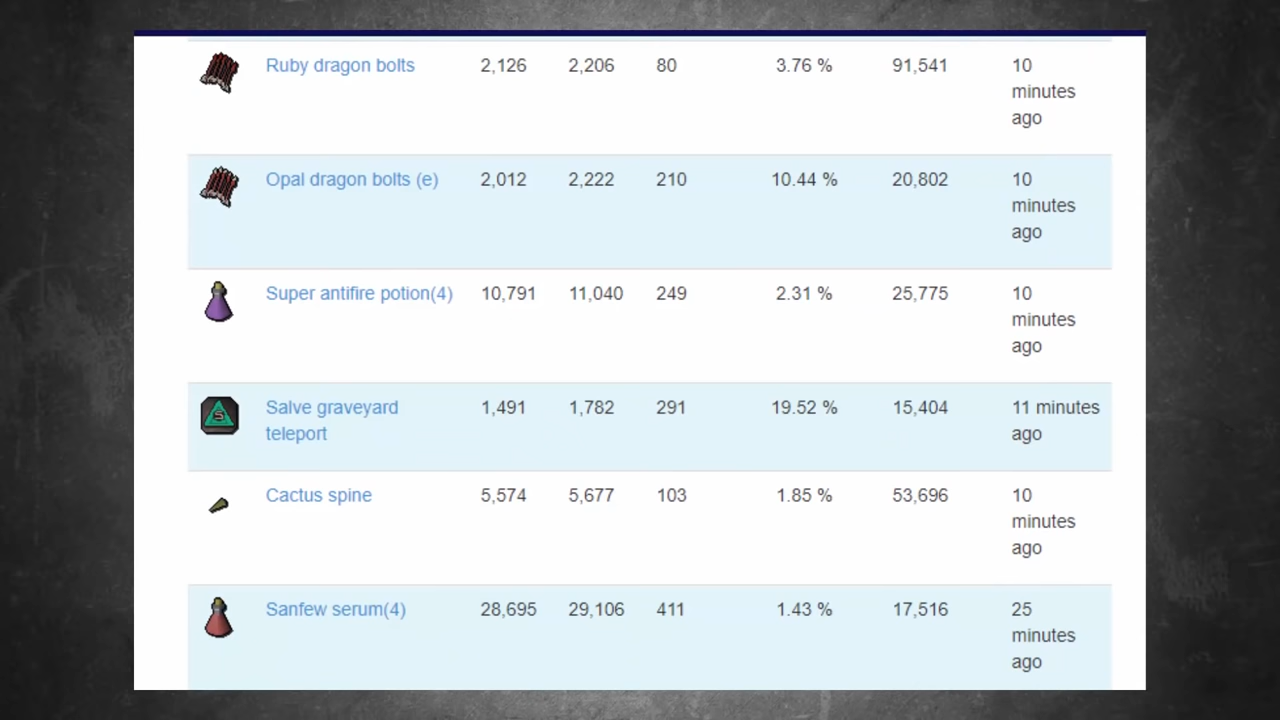 Ruby dragon bolts 2,126 2,206 80 3.76 % 91,541 10
minutes
ago
Opal dragon bolts (e) 2,012 2,222 210 10.44 % 20,802 10
minutes
ago
Super antifire potion(4) 10,791 11,040 249 2.31 % 25,775 10
minutes
ago
Salve graveyard 1,491 1,782 291 19.52 % 15,404 11 minutes
teleport ago
Cactus spine 5,574 5,677 103 1.85 % 53,696 10
minutes
ago
Sanfew serum(4) 28,695 29,106 411 1.43 % 17,516 25
minutes
ago